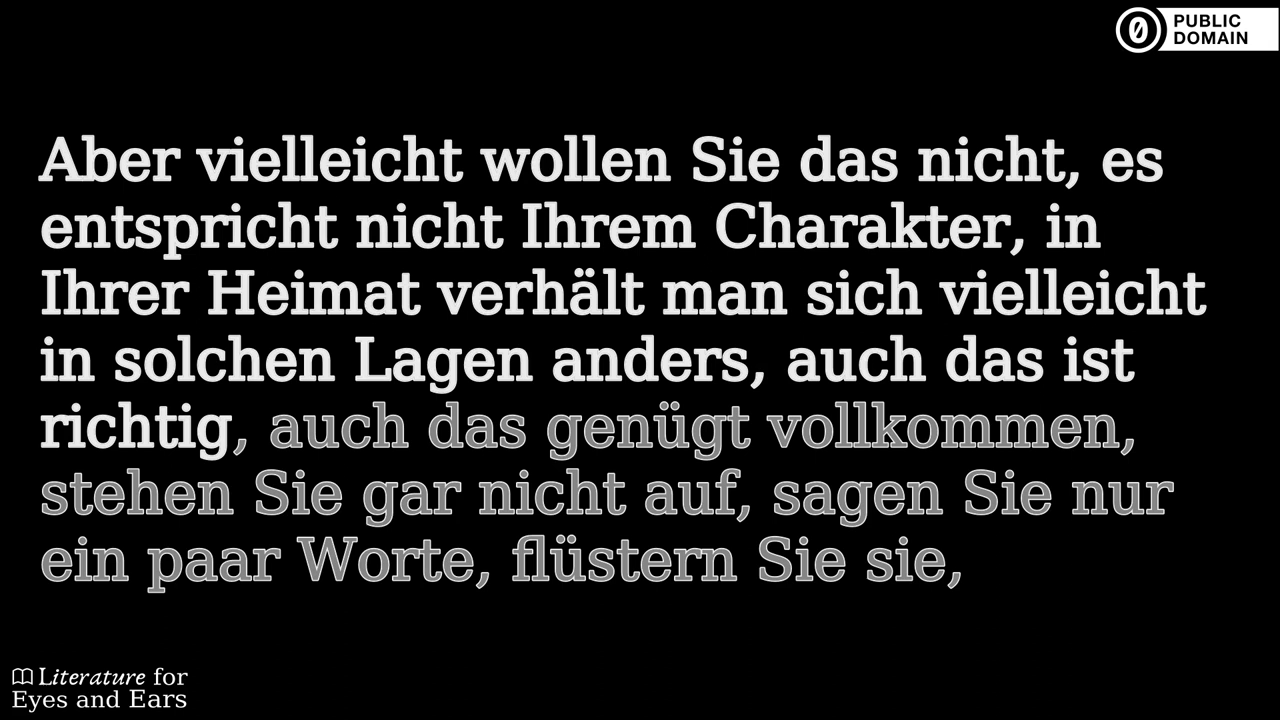 PUBLIC
DOMAIN
Aber vielleicht wollen Sie das nicht, es
entspricht nicht Ihrem Charakter, in
Ihrer Heimat verhält man sich vielleicht
in solchen Lagen anders, auch das ist
richtig, auch das genügt vollkommen,
stehen Sie gar nicht auf, sagen Sie nur
ein paar Worte, flüstern Sie sie,
Literature for
Eyes and Ears